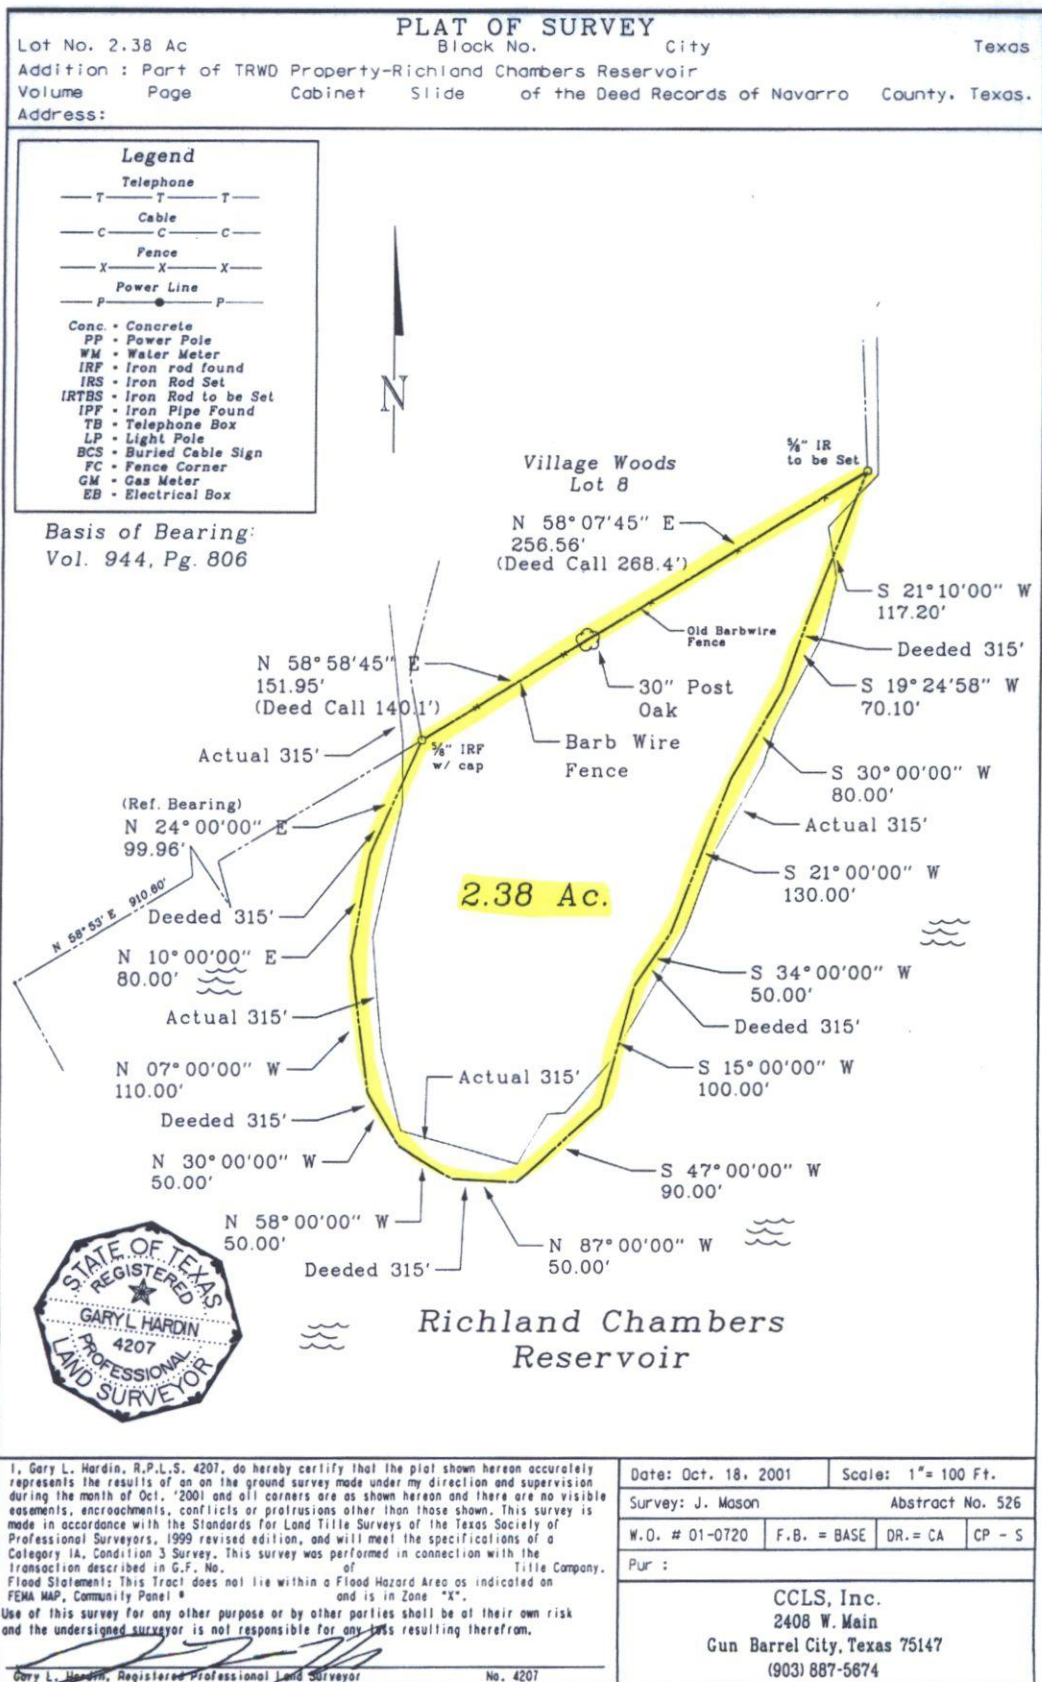 PLAT OF SURVEY
Lot No. 2.38 Ac Block No. City Texas
Addition : Part of TRWD Property-Richland Chambers Reservoir
Volume Page Cabinet Slide of the Deed Records of Navarro County, Texas.
Address:
Legend
Telephone
T T T
Cable
C C C
Fence
X X X
Power Line
P P
Conc. - Concrete
PP - Power Pole
WM - Water Meter
IRF - Iron rod found
IRS - Iron Rod Set
IRTBS - Iron Rod to be Set
IPF - Iron Pipe Found
TB - Telephone Box
LP - Light Pole
BCS - Buried Cable Sign
FC - Fence Corner
GM - Gas Meter
EB - Electrical Box
Basis of Bearing:
Vol. 944, Pg. 806
N
⅝" IR
to be Set
Village Woods
Lot 8
N 58°07'45" E
256.56'
(Deed Call 268.4')
S 21°10'00" W
117.20'
Old Barbwire
Fence
Deeded 315'
N 58°58'45" E
151.95'
(Deed Call 140.1')
30" Post
Oak
S 19°24'58" W
70.10'
Actual 315'
⅝" IRF
w/ cap
Barb Wire
Fence
S 30°00'00" W
80.00'
(Ref. Bearing)
N 24°00'00" E
99.96'
Actual 315'
2.38 Ac.
S 21°00'00" W
130.00'
N 58°53' E 910.60'
Deeded 315'
N 10°00'00" E
80.00'
S 34°00'00" W
50.00'
Actual 315'
Deeded 315'
N 07°00'00" W
110.00'
Actual 315'
S 15°00'00" W
100.00'
Deeded 315'
N 30°00'00" W
50.00'
S 47°00'00" W
90.00'
N 58°00'00" W
50.00'
N 87°00'00" W
50.00'
Deeded 315'
STATE OF TEXAS
REGISTERED
GARY L HARDIN
4207
PROFESSIONAL
LAND SURVEYOR
Richland Chambers
Reservoir
I, Gary L. Hardin, R.P.L.S. 4207, do hereby certify that the plat shown hereon accurately
represents the results of an on the ground survey made under my direction and supervision
during the month of Oct. '2001 and all corners are as shown hereon and there are no visible
easements, encroachments, conflicts or protrusions other than those shown. This survey is
made in accordance with the Standards for Land Title Surveys of the Texas Society of
Professional Surveyors, 1999 revised edition, and will meet the specifications of a
Category IA, Condition 3 Survey. This survey was performed in connection with the
transaction described in G.F. No. of Title Company.
Flood Statement: This Tract does not lie within a Flood Hazard Area as indicated on
FEMA MAP, Community Panel # and is in Zone "X".
Use of this survey for any other purpose or by other parties shall be at their own risk
and the undersigned surveyor is not responsible for any loss resulting therefrom.
Gary L. Hardin, Registered Professional Land Surveyor No. 4207
Date: Oct. 18, 2001 Scale: 1"= 100 Ft.
Survey: J. Mason Abstract No. 526
W.O. # 01-0720 F.B. = BASE DR.= CA CP - S
Pur :
CCLS, Inc.
2408 W. Main
Gun Barrel City, Texas 75147
(903) 887-5674